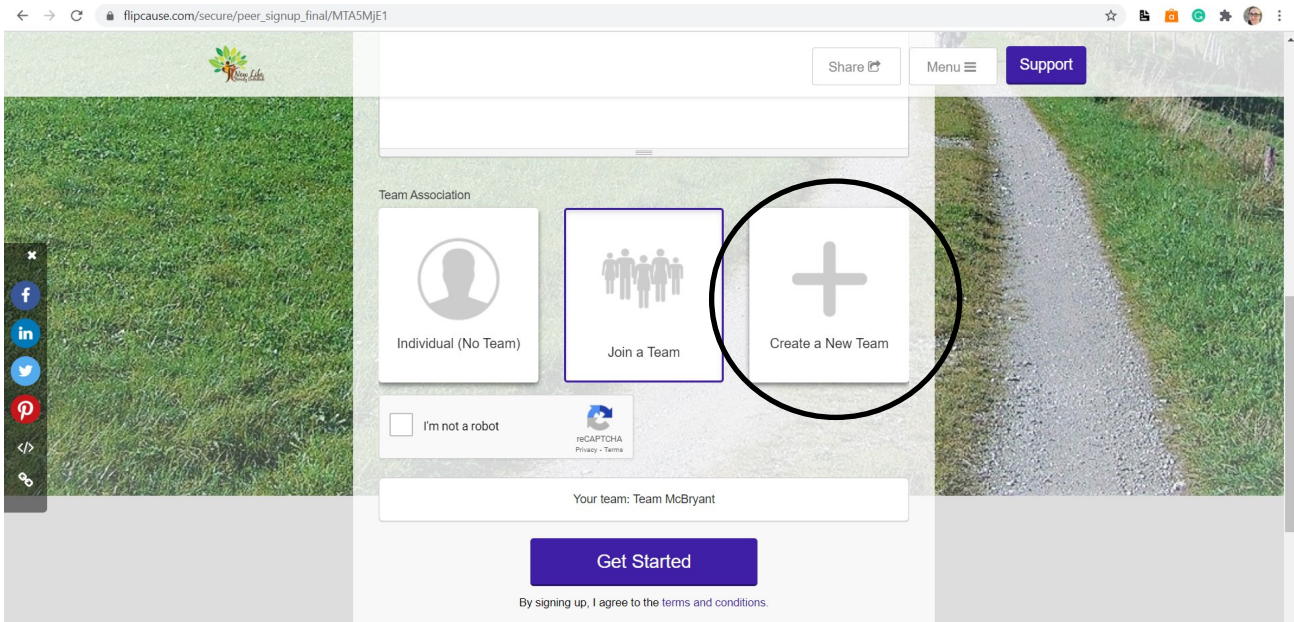 flipcause.com/secure/peer_signup_final/MTA5MjE1
New Life
Share
Menu
Support
Team Association
Individual (No Team)
Join a Team
Create a New Team
I'm not a robot
reCAPTCHA
Privacy - Terms
Your team: Team McBryant
Get Started
By signing up, I agree to the terms and conditions.